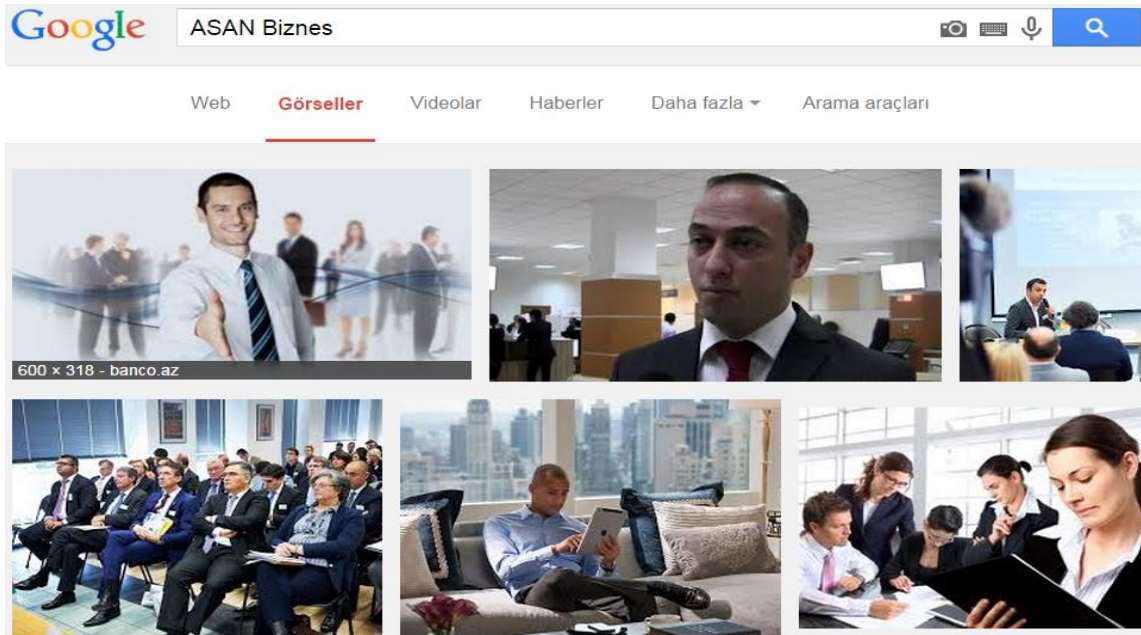 Google
ASAN Biznes
Web Görseller Videolar Haberler Daha fazla Arama araçları
600 × 318 - banco.az